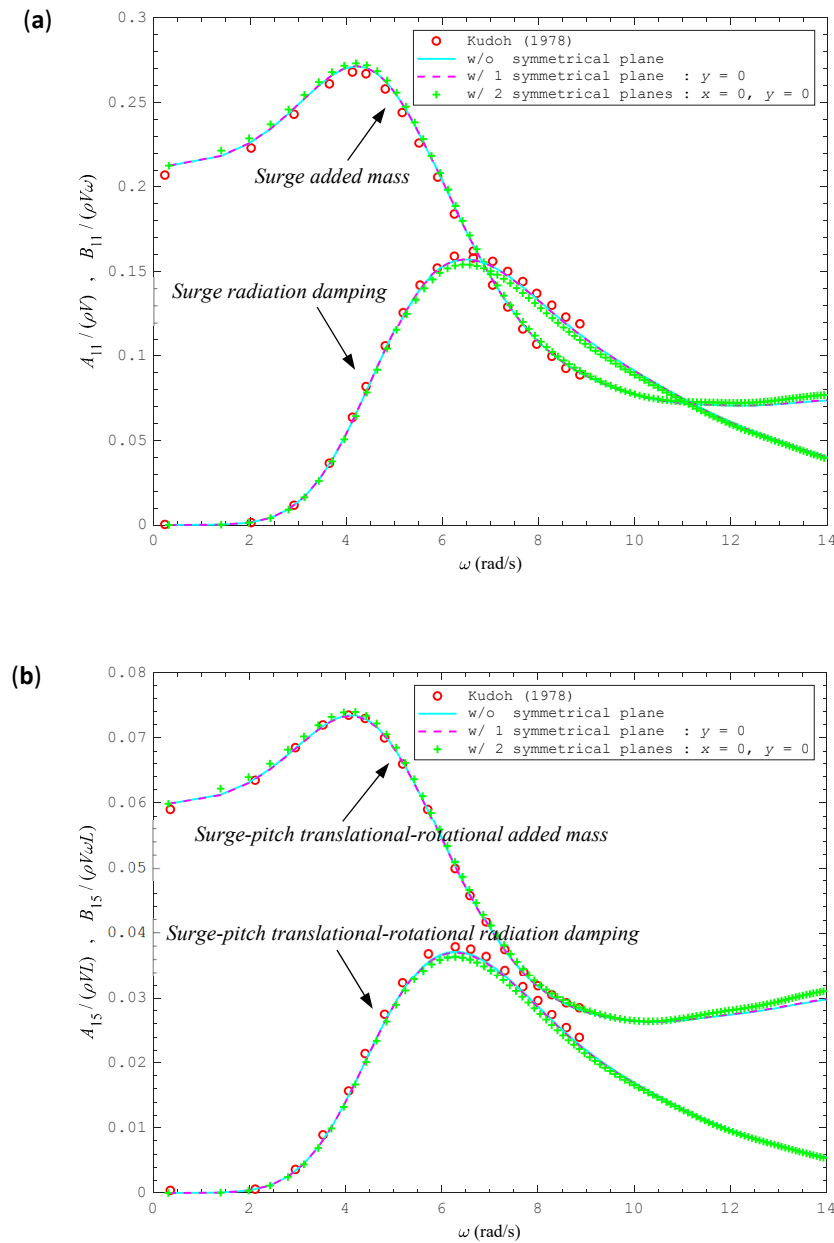 (a)
0.3
0.25
0.2
0.15
0.1
0.05
0
A11 / (ρV) , B11 / (ρVω)
Kudoh (1978)
w/o symmetrical plane
w/ 1 symmetrical plane : y = 0
w/ 2 symmetrical planes : x = 0, y = 0
Surge added mass
Surge radiation damping
0 2 4 6 8 10 12 14
ω (rad/s)
(b)
0.08
0.07
0.06
0.05
0.04
0.03
0.02
0.01
0
A15 / (ρVL) , B15 / (ρVωL)
Kudoh (1978)
w/o symmetrical plane
w/ 1 symmetrical plane : y = 0
w/ 2 symmetrical planes : x = 0, y = 0
Surge-pitch translational-rotational added mass
Surge-pitch translational-rotational radiation damping
0 2 4 6 8 10 12 14
ω (rad/s)